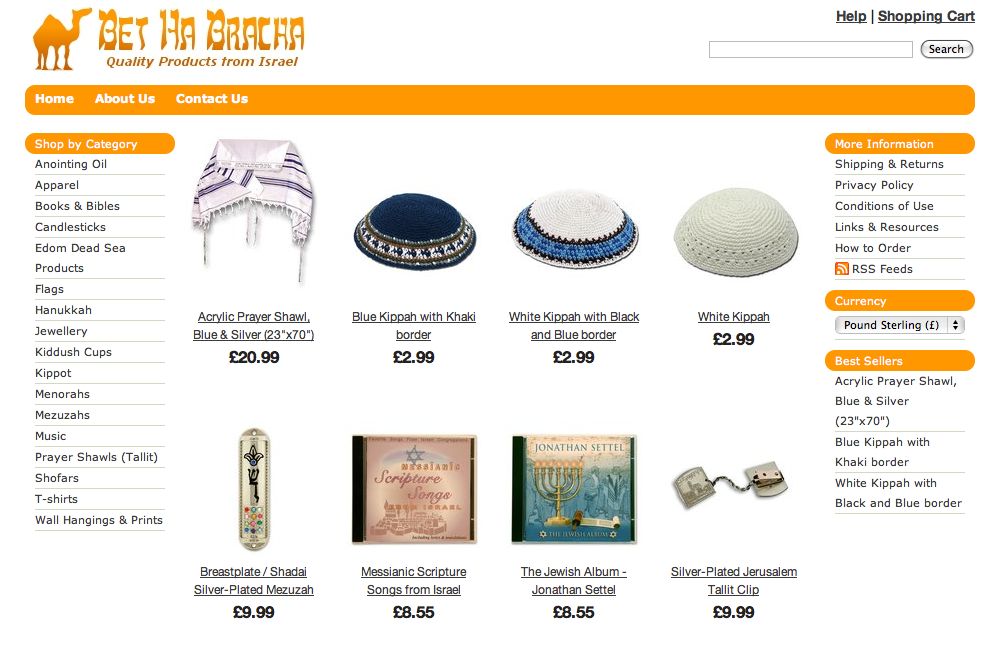 Bet Ha Bracha
Quality Products from Israel
Help | Shopping Cart
Search
Home About Us Contact Us
Shop by Category
Anointing Oil
Apparel
Books & Bibles
Candlesticks
Edom Dead Sea
Products
Flags
Hanukkah
Jewellery
Kiddush Cups
Kippot
Menorahs
Mezuzahs
Music
Prayer Shawls (Tallit)
Shofars
T-shirts
Wall Hangings & Prints
Acrylic Prayer Shawl,
Blue & Silver (23"x70")
£20.99
Blue Kippah with Khaki
border
£2.99
White Kippah with Black
and Blue border
£2.99
White Kippah
£2.99
Breastplate / Shadai
Silver-Plated Mezuzah
£9.99
MESSIANIC
Scripture
Songs
FROM ISRAEL
Messianic Scripture
Songs from Israel
£8.55
JONATHAN SETTEL
THE JEWISH ALBUM
The Jewish Album -
Jonathan Settel
£8.55
Silver-Plated Jerusalem
Tallit Clip
£9.99
More Information
Shipping & Returns
Privacy Policy
Conditions of Use
Links & Resources
How to Order
RSS Feeds
Currency
Pound Sterling (£)
Best Sellers
Acrylic Prayer Shawl,
Blue & Silver
(23"x70")
Blue Kippah with
Khaki border
White Kippah with
Black and Blue border